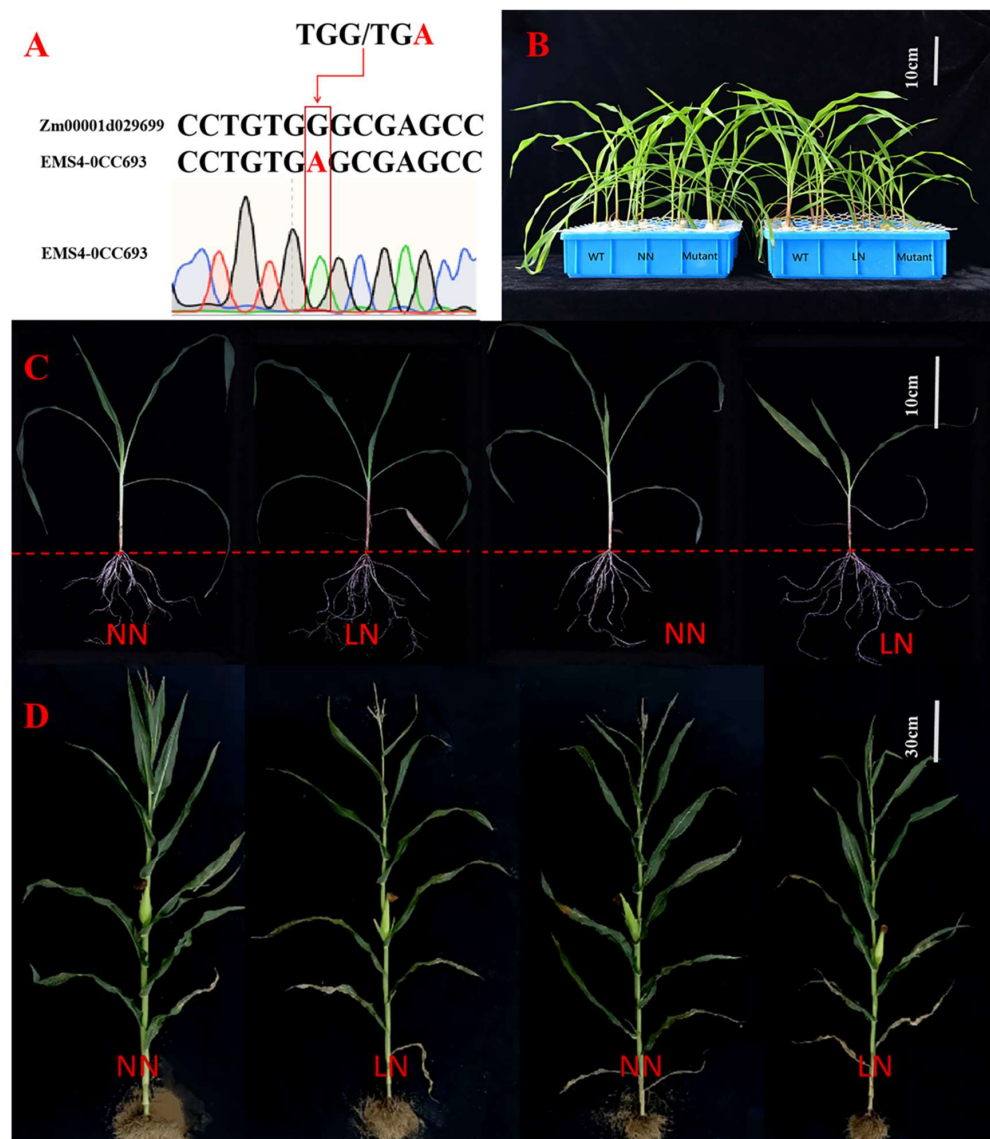 A
TGG/TGA
Zm00001d029699 CCTGTGGGCGAGCC
EMS4-0CC693 CCTGTGAGCGAGCC
EMS4-0CC693
B
10cm
WT NN Mutant WT LN Mutant
C
10cm
NN LN NN LN
D
30cm
NN LN NN LN